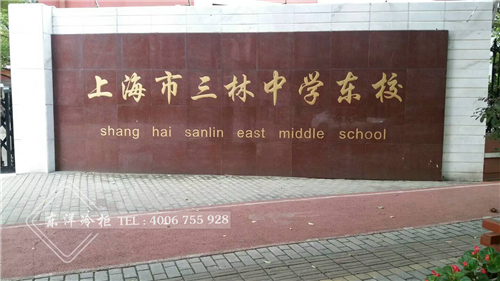 上海市三林中学东校
shang hai sanlin east middle school
东洋冷柜 TEL : 4006 755 928